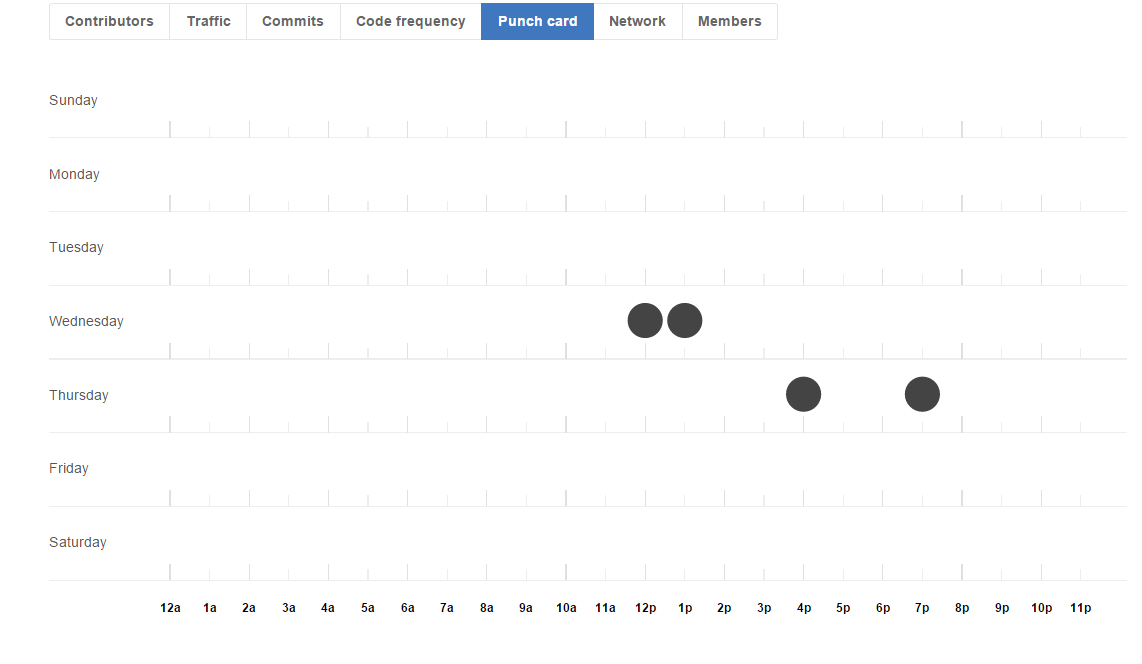 Contributors Traffic Commits Code frequency Punch card Network Members
Sunday
Monday
Tuesday
Wednesday
Thursday
Friday
Saturday
12a 1a 2a 3a 4a 5a 6a 7a 8a 9a 10a 11a 12p 1p 2p 3p 4p 5p 6p 7p 8p 9p 10p 11p